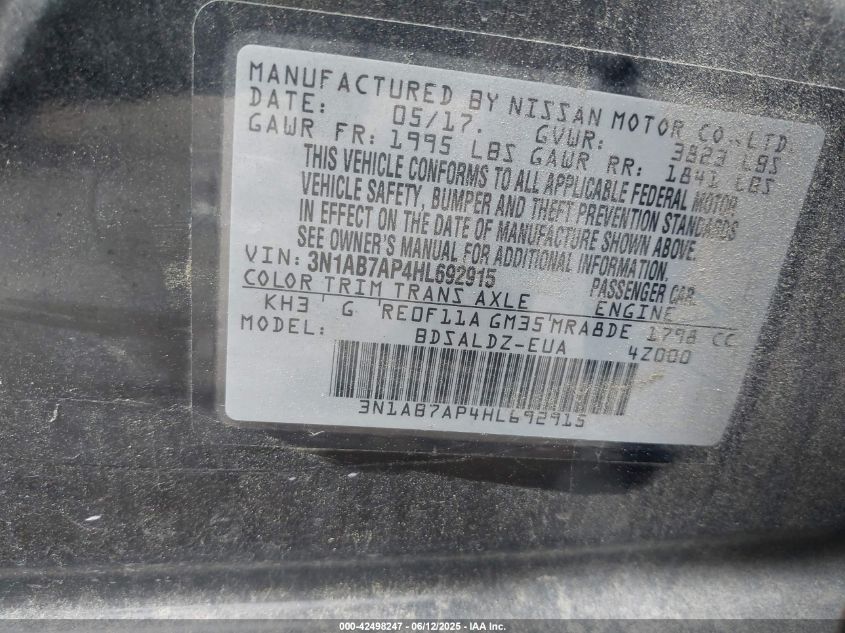 MANUFACTURED BY NISSAN MOTOR CO.,LTD.
DATE: 05/17. GVWR: 3823 LBS
GAWR FR: 1995 LBS GAWR RR: 1841 LBS
THIS VEHICLE CONFORMS TO ALL APPLICABLE FEDERAL MOTOR
VEHICLE SAFETY, BUMPER AND THEFT PREVENTION STANDARDS
IN EFFECT ON THE DATE OF MANUFACTURE SHOWN ABOVE.
SEE OWNER'S MANUAL FOR ADDITIONAL INFORMATION.
VIN: 3N1AB7AP4HL692915 PASSENGER CAR
COLOR TRIM TRANS AXLE ENGINE
KH3 ' G ' RE0F11A GM35'MRA8DE 1798 CC
MODEL: BDSALDZ-EUA 4Z000
3N1AB7AP4HL692915
000-42498247 - 06/12/2025 - IAA Inc.